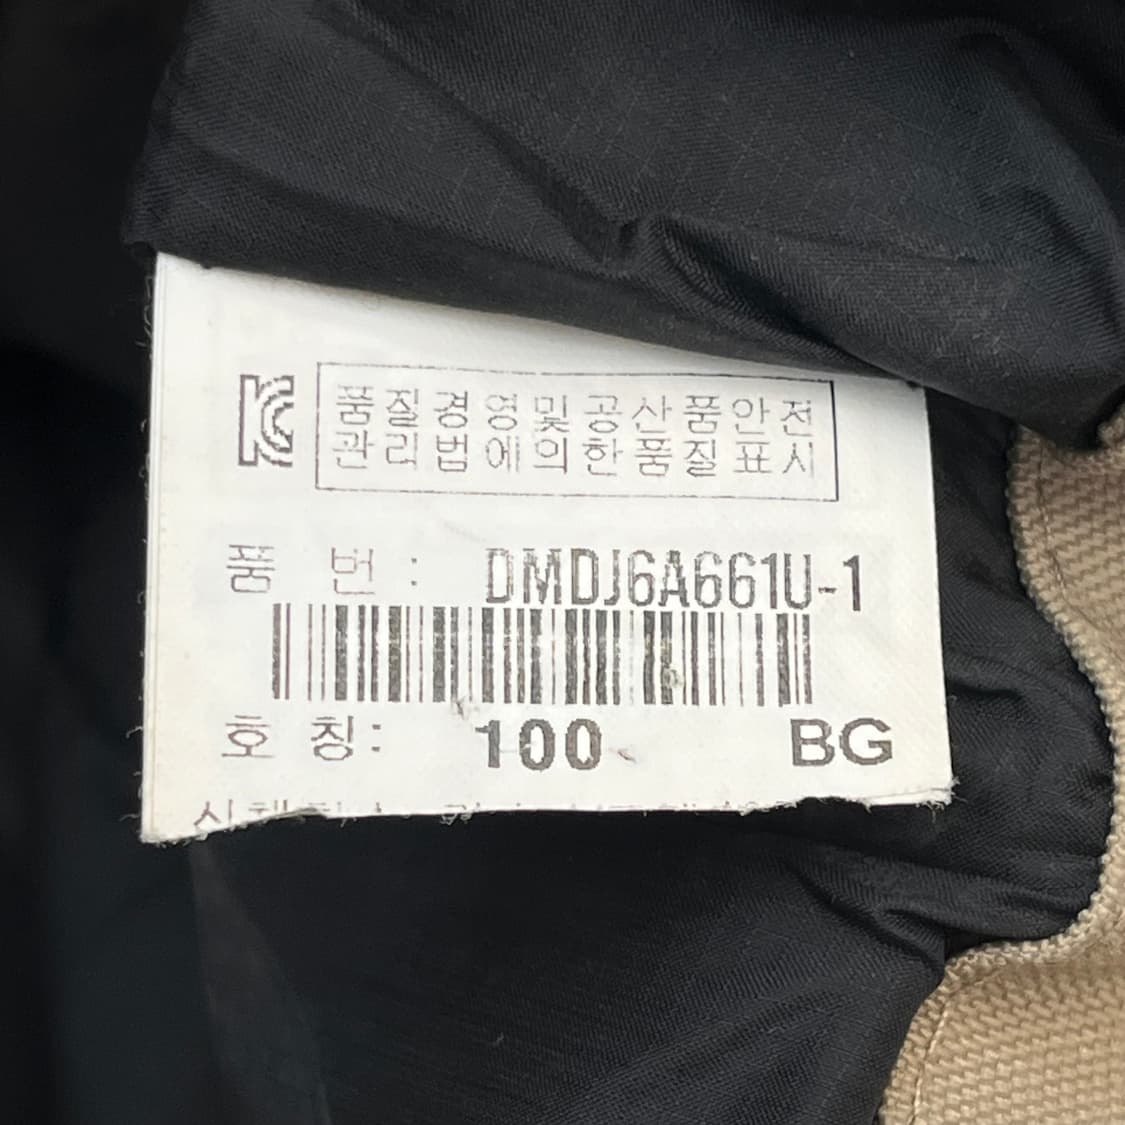 KC
품질경영및공산품안전
관리법에의한품질표시
품 번 : DMDJ6A661U-1
호 칭: 100 BG